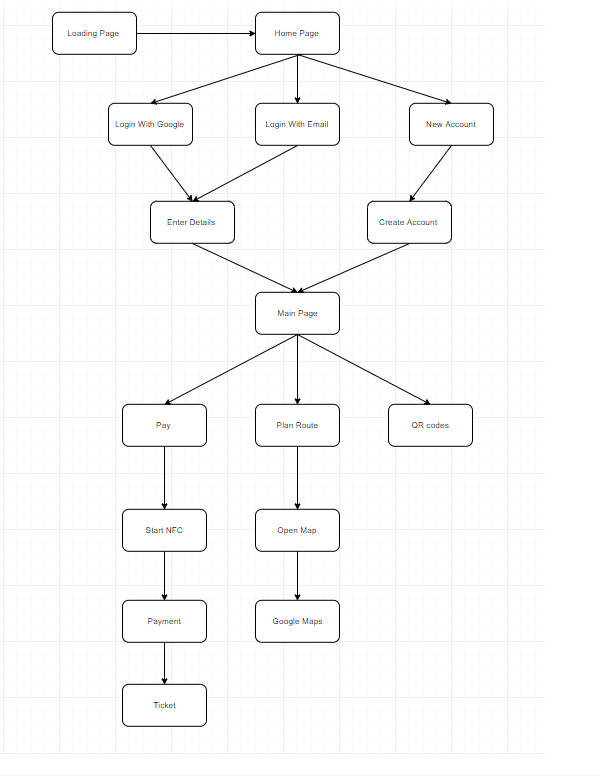 Loading Page
Home Page
Login With Google
Login With Email
New Account
Enter Details
Create Account
Main Page
Pay
Plan Route
QR codes
Start NFC
Open Map
Payment
Google Maps
Ticket